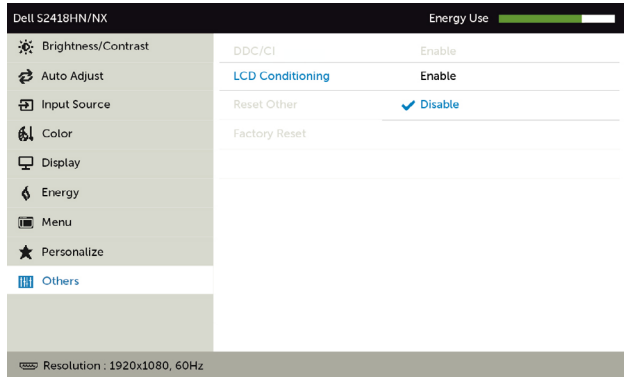 Dell S2418HN/NX Energy Use
Brightness/Contrast
Auto Adjust
Input Source
Color
Display
Energy
Menu
Personalize
Others
DDC/CI Enable
LCD Conditioning Enable
Reset Other Disable
Factory Reset
Resolution : 1920x1080, 60Hz